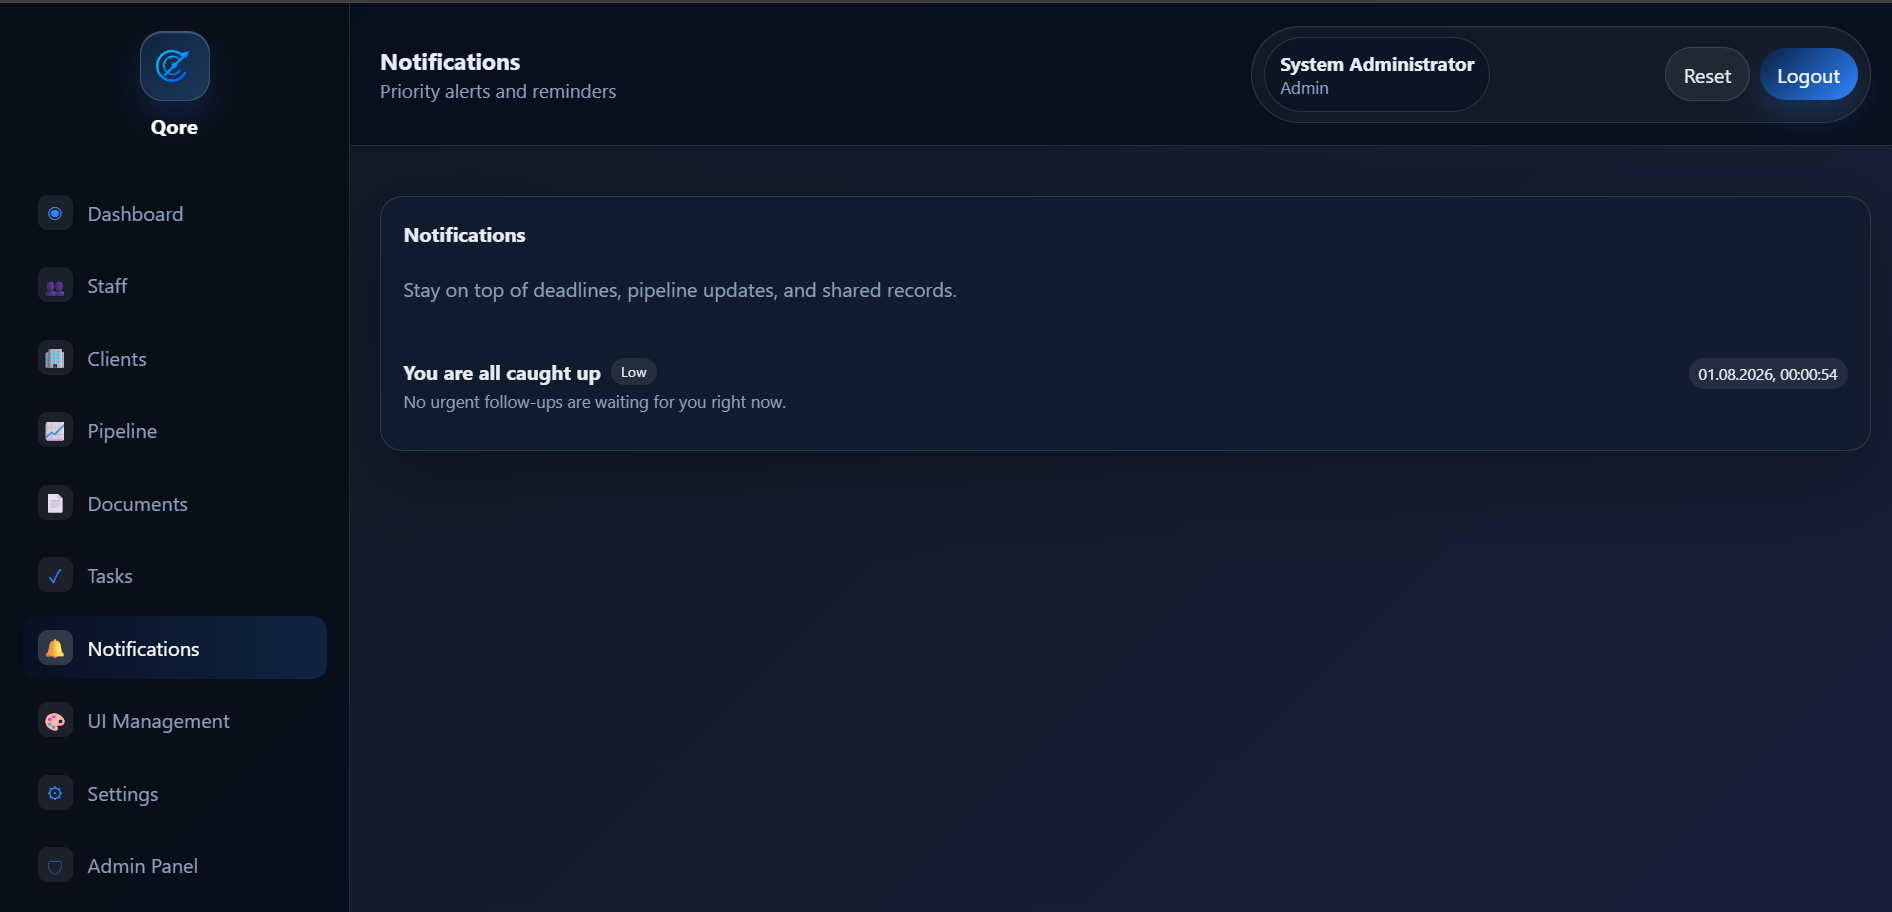 Qore
Dashboard
Staff
Clients
Pipeline
Documents
Tasks
Notifications
UI Management
Settings
Admin Panel
Notifications
Priority alerts and reminders
System Administrator
Admin
Reset
Logout
Notifications
Stay on top of deadlines, pipeline updates, and shared records.
You are all caught up Low
No urgent follow-ups are waiting for you right now.
01.08.2026, 00:00:54